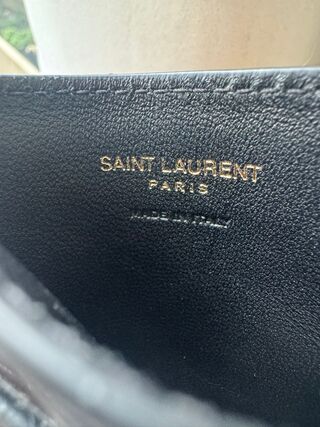 SAINT LAURENT
PARIS
MADE IN ITALY